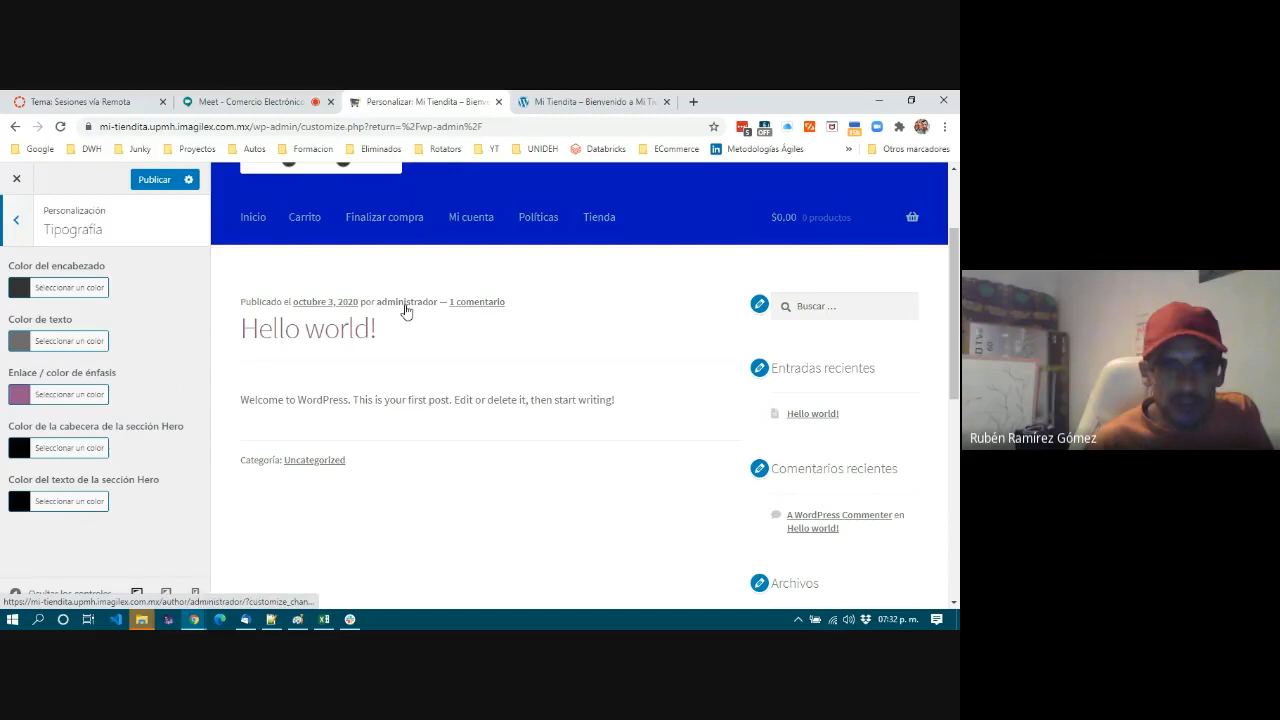 Tema: Sesiones vía Remota
Meet - Comercio Electrónic
Personalizar: Mi Tiendita – Bienv
Mi Tiendita – Bienvenido a Mi Ti
mi-tiendita.upmh.imagilex.com.mx/wp-admin/customize.php?return=%2Fwp-admin%2F
5
OFF
Google
DWH
Junky
Proyectos
Autos
Formacion
Eliminados
Rotators
YT
UNIDEH
Databricks
ECommerce
Metodologías Ágiles
»
Otros marcadores
Publicar
Personalización
Tipografía
Color del encabezado
Seleccionar un color
Color de texto
Seleccionar un color
Enlace / color de énfasis
Seleccionar un color
Color de la cabecera de la sección Hero
Seleccionar un color
Color del texto de la sección Hero
Seleccionar un color
Ocultar los controles
Inicio
Carrito
Finalizar compra
Mi cuenta
Políticas
Tienda
$0.00 0 productos
Publicado el octubre 3, 2020 por administrador — 1 comentario
Hello world!
Welcome to WordPress. This is your first post. Edit or delete it, then start writing!
Categoría: Uncategorized
Buscar …
Entradas recientes
Hello world!
Comentarios recientes
A WordPress Commenter en
Hello world!
Archivos
https://mi-tiendita.upmh.imagilex.com.mx/author/administrador/?customize_chan...
07:32 p. m.
Rubén Ramírez Gómez